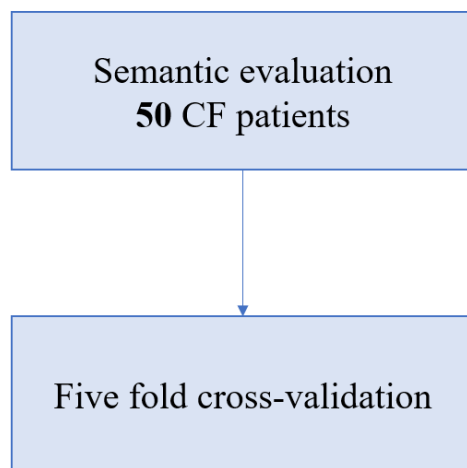 Semantic evaluation
50 CF patients
Five fold cross-validation